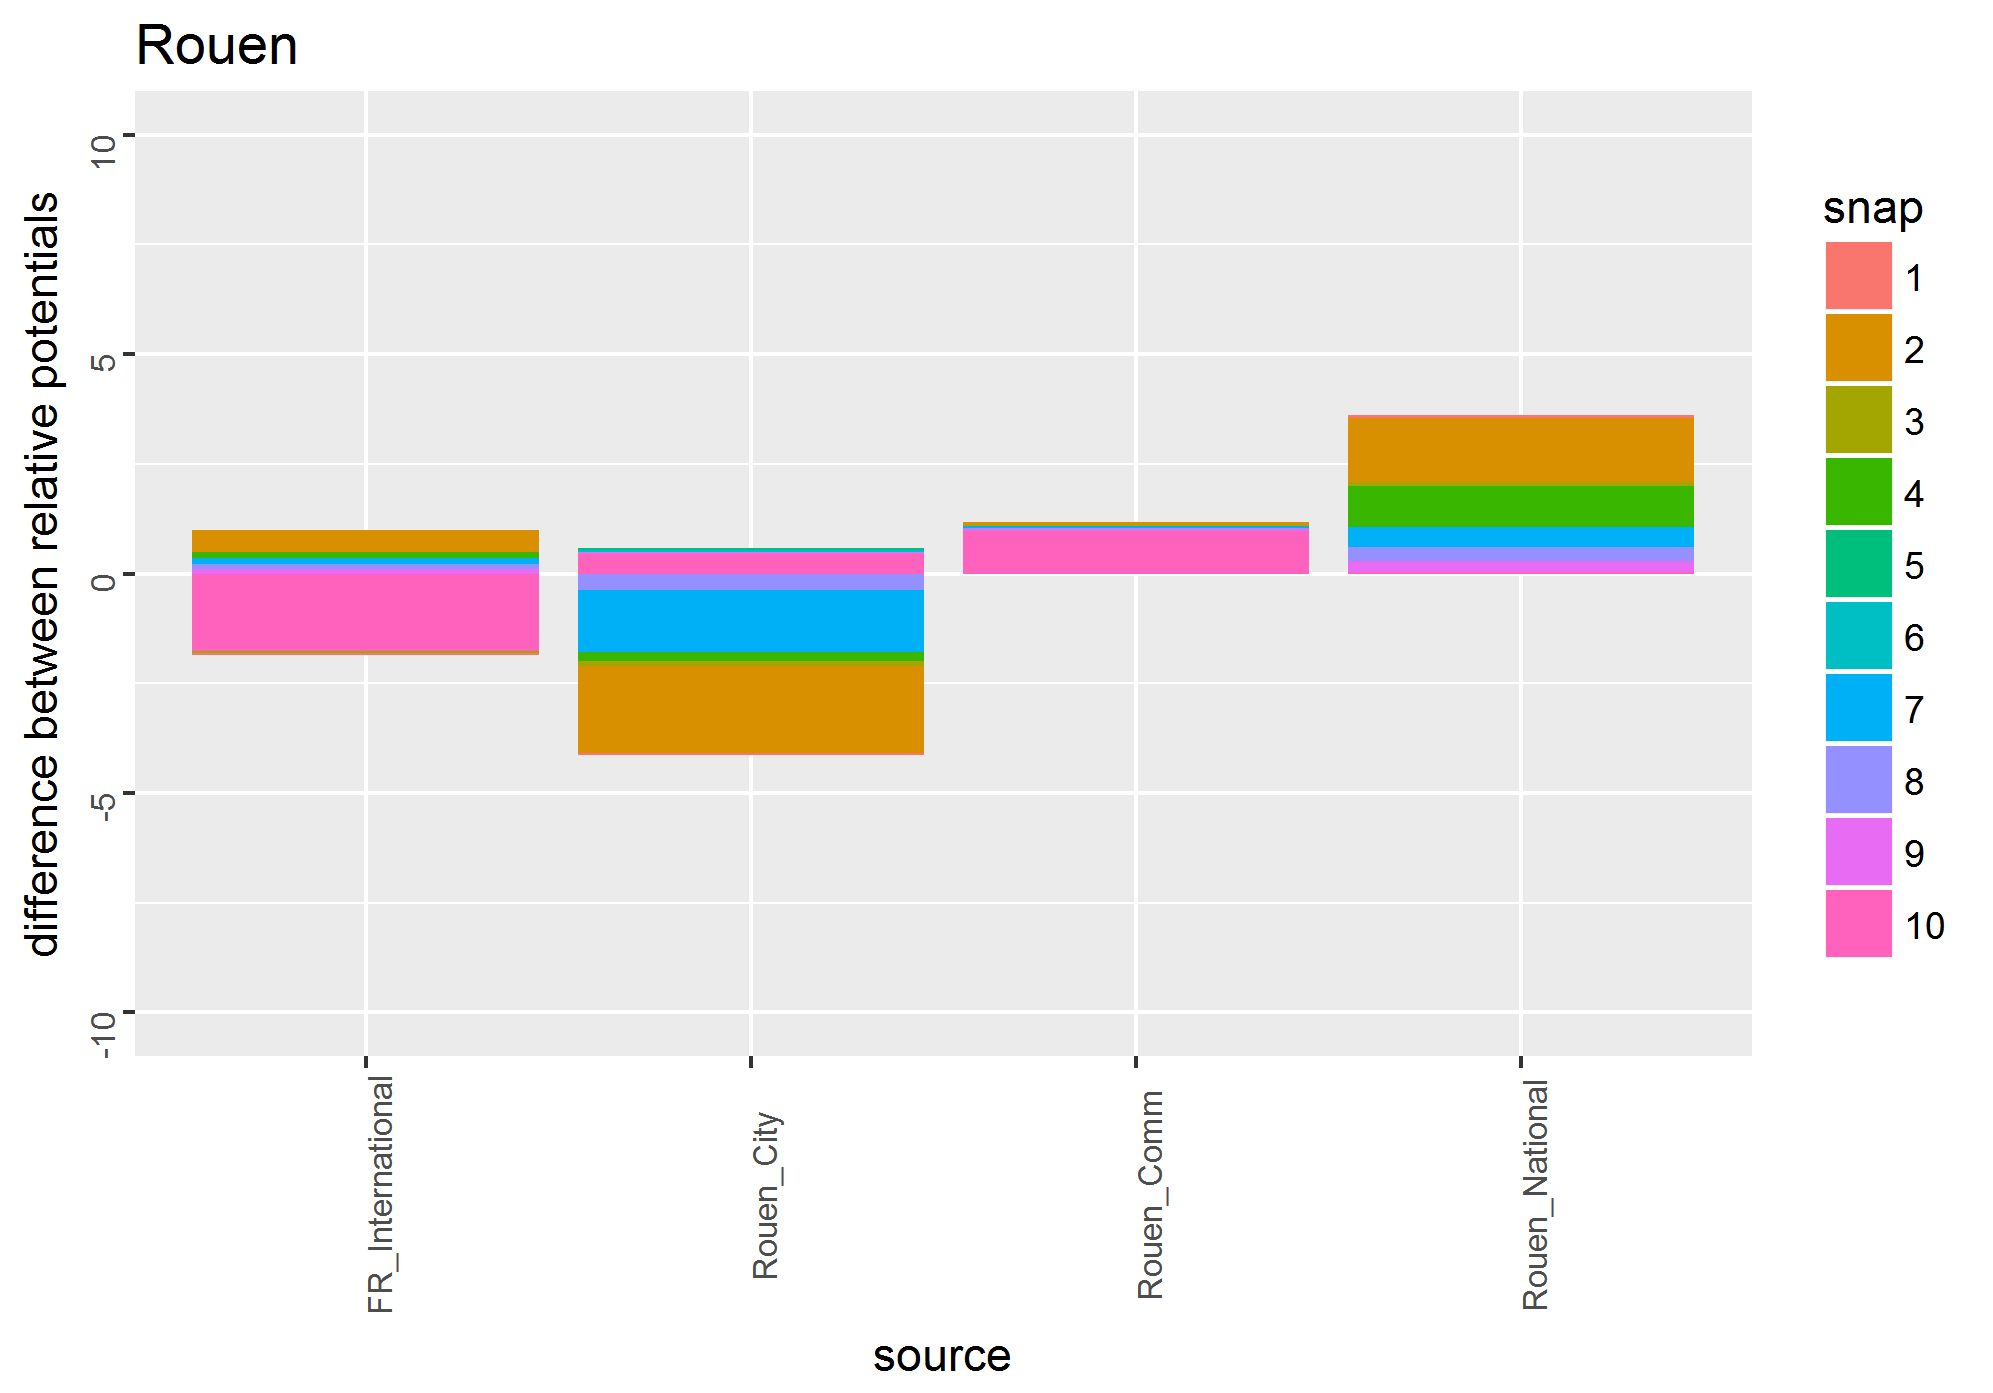 Rouen
difference between relative potentials
10
5
0
-5
-10
FR_International
Rouen_City
Rouen_Comm
Rouen_National
source
snap
1
2
3
4
5
6
7
8
9
10